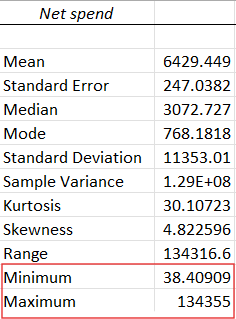 Net spend
Mean 6429.449
Standard Error 247.0382
Median 3072.727
Mode 768.1818
Standard Deviation 11353.01
Sample Variance 1.29E+08
Kurtosis 30.10723
Skewness 4.822596
Range 134316.6
Minimum 38.40909
Maximum 134355